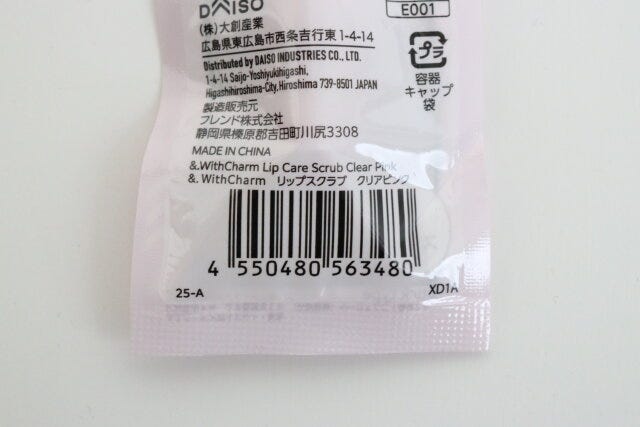 DAISO
(株)大創産業
広島県東広島市西条吉行東1-4-14
Distributed by DAISO INDUSTRIES CO., LTD.
1-4-14 Saijo-Yoshiyukihigashi,
Higashihiroshima-City, Hiroshima 739-8501 JAPAN
製造販売元
フレンド株式会社
静岡県榛原郡吉田町川尻3308
MADE IN CHINA
&.WithCharm Lip Care Scrub Clear Pink
&.WithCharm リップスクラブ クリアピンク
4 550480 563480
25-A
XD1A
E001
プラ
容器
キャップ
袋